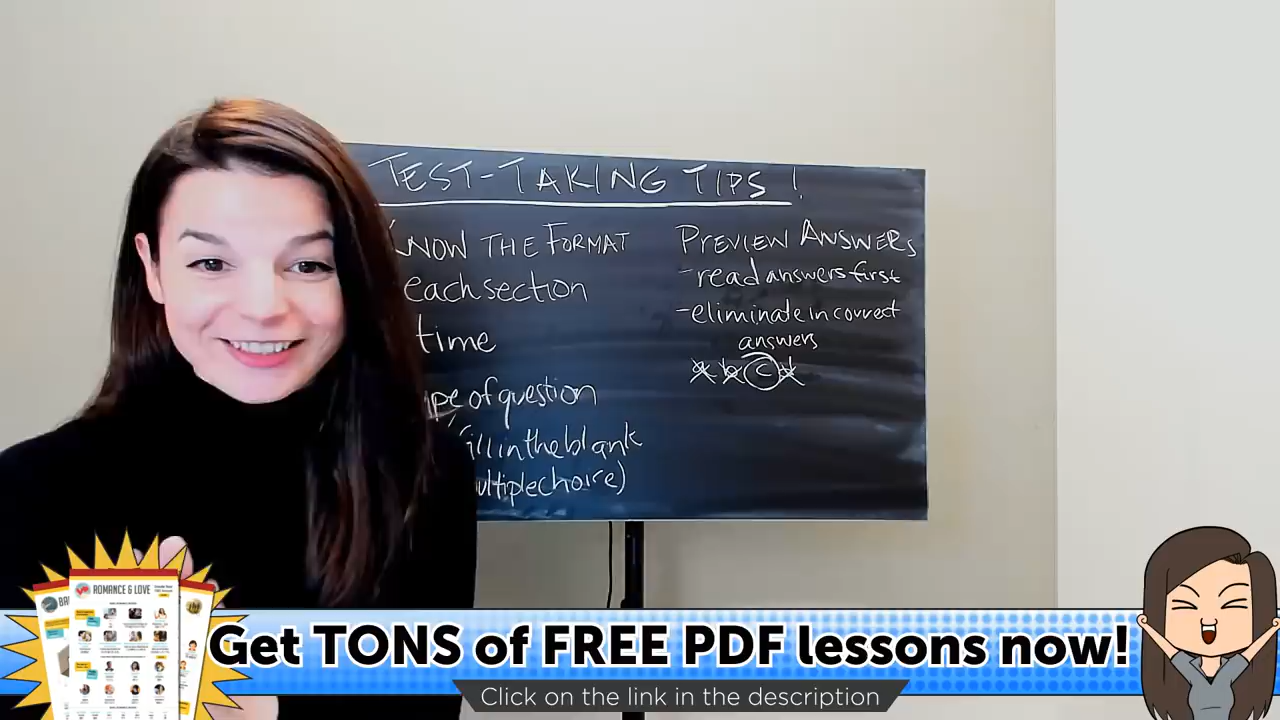 TEST-TAKING TIPS!
KNOW THE FORMAT
each section
time
pe of question
ill in the blank
ultiple choice)
PREVIEW ANSWERS
- read answers first
- eliminate incorrect
answers
a b c d
ROMANCE & LOVE
Get TONS of FREE PDF lessons now!
Click on the link in the description